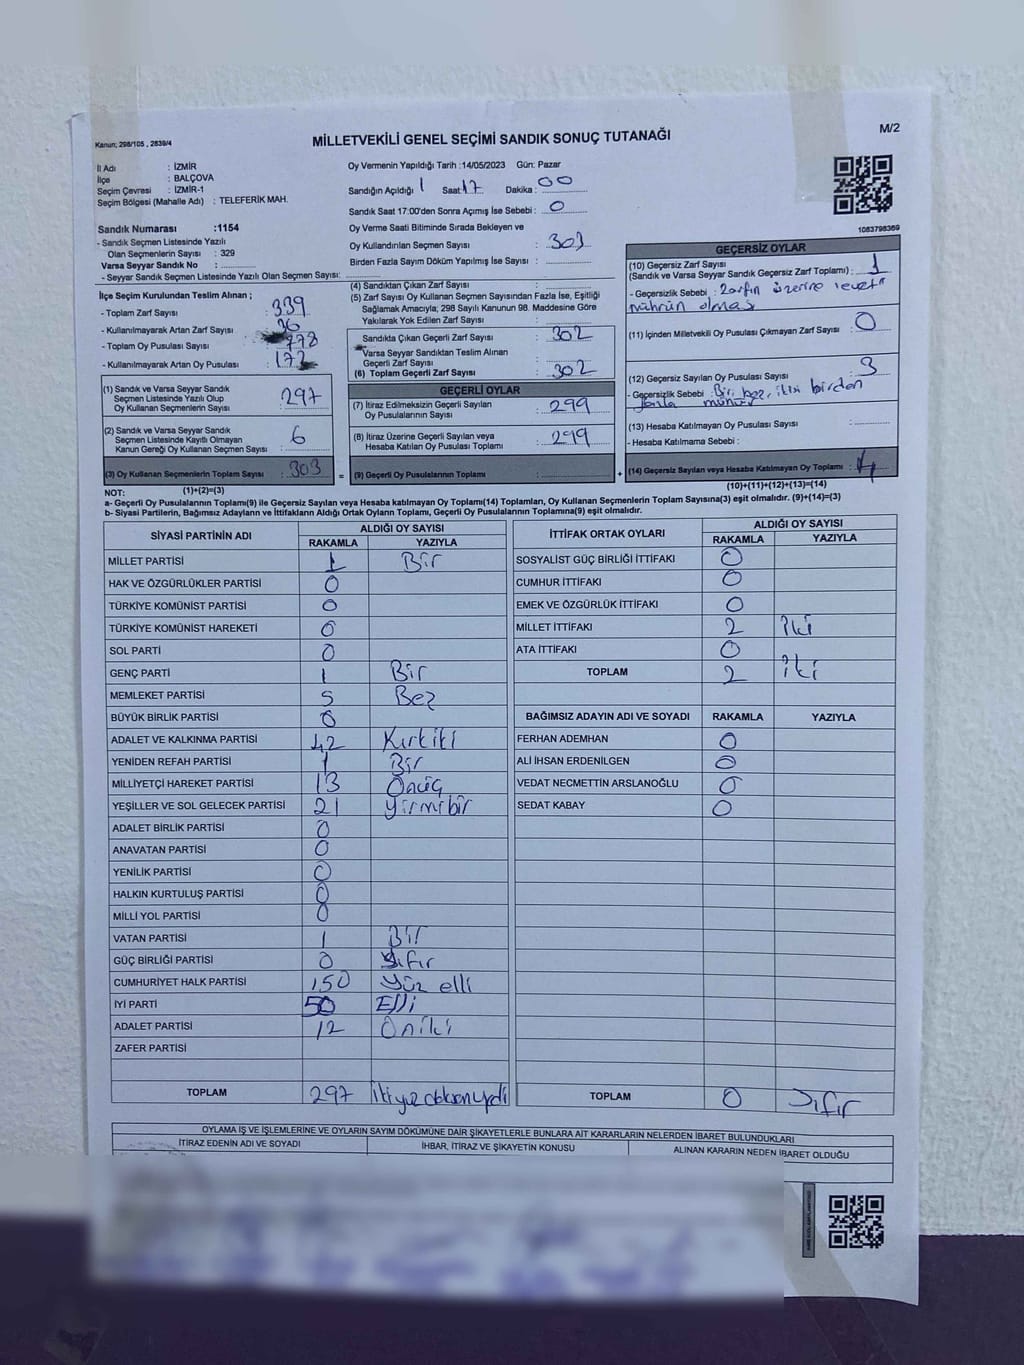 Kanun; 298/105 , 2839/4
MİLLETVEKİLİ GENEL SEÇİMİ SANDIK SONUÇ TUTANAĞI
M/2
İl Adı : İZMİR
İlçe : BALÇOVA
Seçim Çevresi : İZMİR-1
Seçim Bölgesi (Mahalle Adı) : TELEFERİK MAH.
Sandık Numarası :1154
- Sandık Seçmen Listesinde Yazılı
Olan Seçmenlerin Sayısı : 329
Varsa Seyyar Sandık No :
- Seyyar Sandık Seçmen Listesinde Yazılı Olan Seçmen Sayısı:
Oy Vermenin Yapıldığı Tarih :14/05/2023 Gün: Pazar
Sandığın Açıldığı 1 Saat 17 Dakika : 00
Sandık Saat 17:00'den Sonra Açımış İse Sebebi : 0
Oy Verme Saati Bitiminde Sırada Bekleyen ve
Oy Kullandırılan Seçmen Sayısı : 303
Birden Fazla Sayım Döküm Yapılmış İse Sayısı :
1083798369
İlçe Seçim Kurulundan Teslim Alınan ;
- Toplam Zarf Sayısı : 339
- Kullanılmayarak Artan Zarf Sayısı : 36
- Toplam Oy Pusulası Sayısı : 778
- Kullanılmayarak Artan Oy Pusulası : 172
(1) Sandık ve Varsa Seyyar Sandık
Seçmen Listesinde Yazılı Olup
Oy Kullanan Seçmenlerin Sayısı : 297
(2) Sandık ve Varsa Seyyar Sandık
Seçmen Listesinde Kayıtlı Olmayan
Kanun Gereği Oy Kullanan Seçmen Sayısı : 6
(3) Oy Kullanan Seçmenlerin Toplam Sayısı : 303
(4) Sandıktan Çıkan Zarf Sayısı :
(5) Zarf Sayısı Oy Kullanan Seçmen Sayısından Fazla İse, Eşitliği
Sağlamak Amacıyla; 298 Sayılı Kanunun 98. Maddesine Göre
Yakılarak Yok Edilen Zarf Sayısı :
Sandıkta Çıkan Geçerli Zarf Sayısı : 302
Varsa Seyyar Sandıktan Teslim Alınan
Geçerli Zarf Sayısı :
(6) Toplam Geçerli Zarf Sayısı : 302
GEÇERLİ OYLAR
(7) İtiraz Edilmeksizin Geçerli Sayılan
Oy Pusulalarının Sayısı : 299
(8) İtiraz Üzerine Geçerli Sayılan veya
Hesaba Katılan Oy Pusulası Toplamı : 299
= (9) Geçerli Oy Pusulelerının Toplamı :
GEÇERSİZ OYLAR
(10) Geçersiz Zarf Sayısı
(Sandık ve Varsa Seyyar Sandık Geçersiz Zarf Toplamı) : 1
- Geçersizlik Sebebi : Zarfın üzerine
mührün olması
(11) İçinden Milletvekili Oy Pusulası Çıkmayan Zarf Sayısı : 0
(12) Geçersiz Sayılan Oy Pusulası Sayısı : 3
- Geçersizlik Sebebi : Biri boş, ikisi birden
fazla mühür
(13) Hesaba Katılmayan Oy Pusulası Sayısı :
- Hesaba Katılmama Sebebi :
+ (14) Geçersiz Sayılan veya Hesaba Katılmayan Oy Toplamı : 4
NOT: (1)+(2)=(3)
(10)+(11)+(12)+(13)=(14)
a- Geçerli Oy Pusulalarının Toplamı(9) ile Geçersiz Sayılan veya Hesaba katılmayan Oy Toplamı(14) Toplamları, Oy Kullanan Seçmenlerin Toplam Sayısına(3) eşit olmalıdır. (9)+(14)=(3)
b- Siyasi Partilerin, Bağımsız Adayların ve İttifakların Aldığı Ortak Oyların Toplamı, Geçerli Oy Pusulalarının Toplamına(9) eşit olmalıdır.
SİYASİ PARTİNİN ADI ALDIĞI OY SAYISI
RAKAMLA YAZIYLA
MİLLET PARTİSİ 1 Bir
HAK VE ÖZGÜRLÜKLER PARTİSİ 0
TÜRKİYE KOMÜNİST PARTİSİ 0
TÜRKİYE KOMÜNİST HAREKETİ 0
SOL PARTİ 0
GENÇ PARTİ 1 Bir
MEMLEKET PARTİSİ 5 Beş
BÜYÜK BİRLİK PARTİSİ 0
ADALET VE KALKINMA PARTİSİ 42 Kırkiki
YENİDEN REFAH PARTİSİ 1 Bir
MİLLİYETÇİ HAREKET PARTİSİ 13 Onüç
YEŞİLLER VE SOL GELECEK PARTİSİ 21 Yirmibir
ADALET BİRLİK PARTİSİ 0
ANAVATAN PARTİSİ 0
YENİLİK PARTİSİ 0
HALKIN KURTULUŞ PARTİSİ 0
MİLLİ YOL PARTİSİ 0
VATAN PARTİSİ 1 Bir
GÜÇ BİRLİĞİ PARTİSİ 0 Sıfır
CUMHURİYET HALK PARTİSİ 150 Yüz elli
İYİ PARTİ 50 Elli
ADALET PARTİSİ 12 Oniki
ZAFER PARTİSİ
TOPLAM 297 ikiyüzdoksanyedi
İTTİFAK ORTAK OYLARI ALDIĞI OY SAYISI
RAKAMLA YAZIYLA
SOSYALİST GÜÇ BİRLİĞİ İTTİFAKI 0
CUMHUR İTTİFAKI 0
EMEK VE ÖZGÜRLÜK İTTİFAKI 0
MİLLET İTTİFAKI 2 İki
ATA İTTİFAKI 0
TOPLAM 2 İki
BAĞIMSIZ ADAYIN ADI VE SOYADI RAKAMLA YAZIYLA
FERHAN ADEMHAN 0
ALİ İHSAN ERDENİLGEN 0
VEDAT NECMETTİN ARSLANOĞLU 0
SEDAT KABAY 0
TOPLAM 0 Sıfır
OYLAMA İŞ VE İŞLEMLERİNE VE OYLARIN SAYIM DÖKÜMÜNE DAİR ŞİKAYETLERLE BUNLARA AİT KARARLARIN NELERDEN İBARET BULUNDUKLARI
İTİRAZ EDENİN ADI VE SOYADI İHBAR, İTİRAZ VE ŞİKAYETİN KONUSU ALINAN KARARIN NEDEN İBARET OLDUĞU